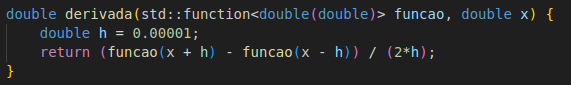 double derivada(std::function<double(double)> funcao, double x) {
    double h = 0.00001;
    return (funcao(x + h) - funcao(x - h)) / (2*h);
}